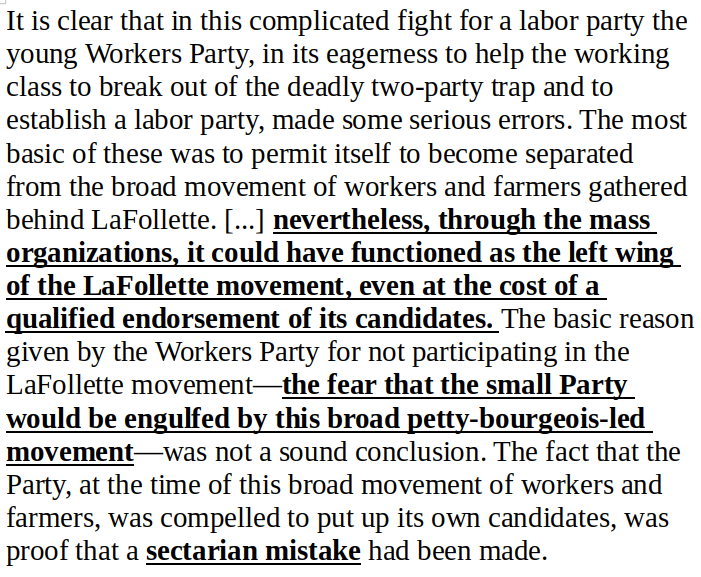 It is clear that in this complicated fight for a labor party the
young Workers Party, in its eagerness to help the working
class to break out of the deadly two-party trap and to
establish a labor party, made some serious errors. The most
basic of these was to permit itself to become separated
from the broad movement of workers and farmers gathered
behind LaFollette. [...] nevertheless, through the mass
organizations, it could have functioned as the left wing
of the LaFollette movement, even at the cost of a
qualified endorsement of its candidates. The basic reason
given by the Workers Party for not participating in the
LaFollette movement—the fear that the small Party
would be engulfed by this broad petty-bourgeois-led
movement—was not a sound conclusion. The fact that the
Party, at the time of this broad movement of workers and
farmers, was compelled to put up its own candidates, was
proof that a sectarian mistake had been made.